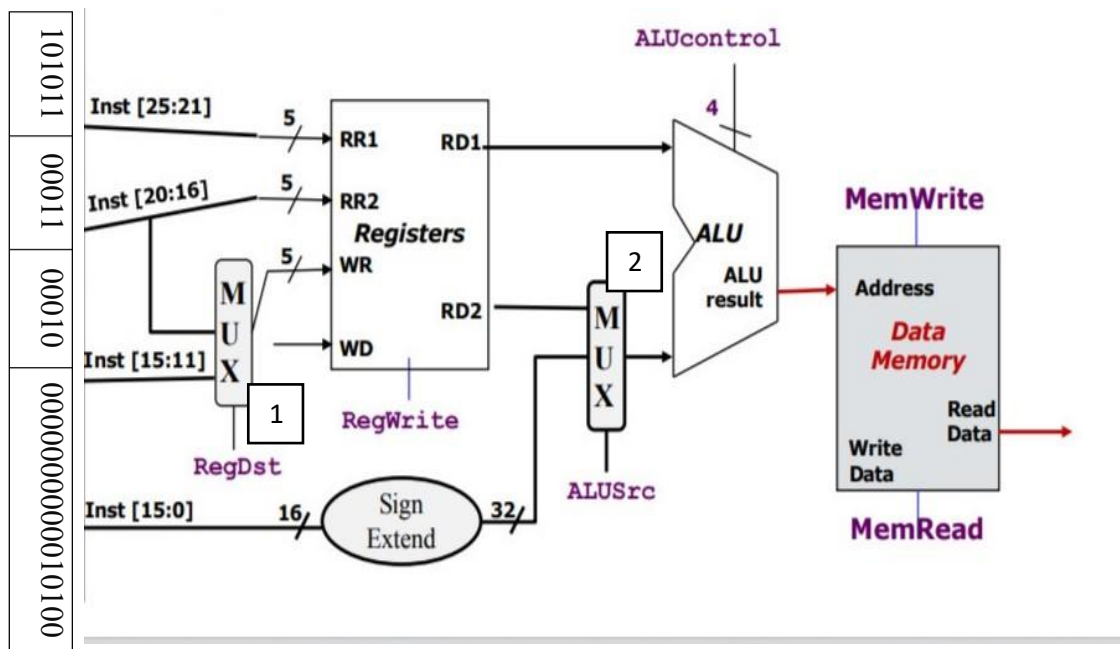 101011
00011
00010
0000000000010100
ALUcontrol
4
Inst [25:21]
5
RR1
RD1
Inst [20:16]
5
RR2
Registers
5
WR
RD2
WD
M
U
X
1
RegDst
Inst [15:11]
RegWrite
2
M
U
X
ALUSrc
ALU
ALU
result
MemWrite
Address
Data
Memory
Read
Data
Write
Data
MemRead
Inst [15:0]
16
Sign
Extend
32